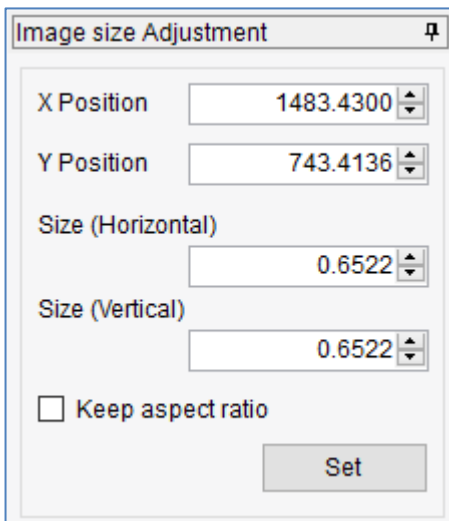 Image size Adjustment
X Position 1483.4300
Y Position 743.4136
Size (Horizontal)
0.6522
Size (Vertical)
0.6522
Keep aspect ratio
Set